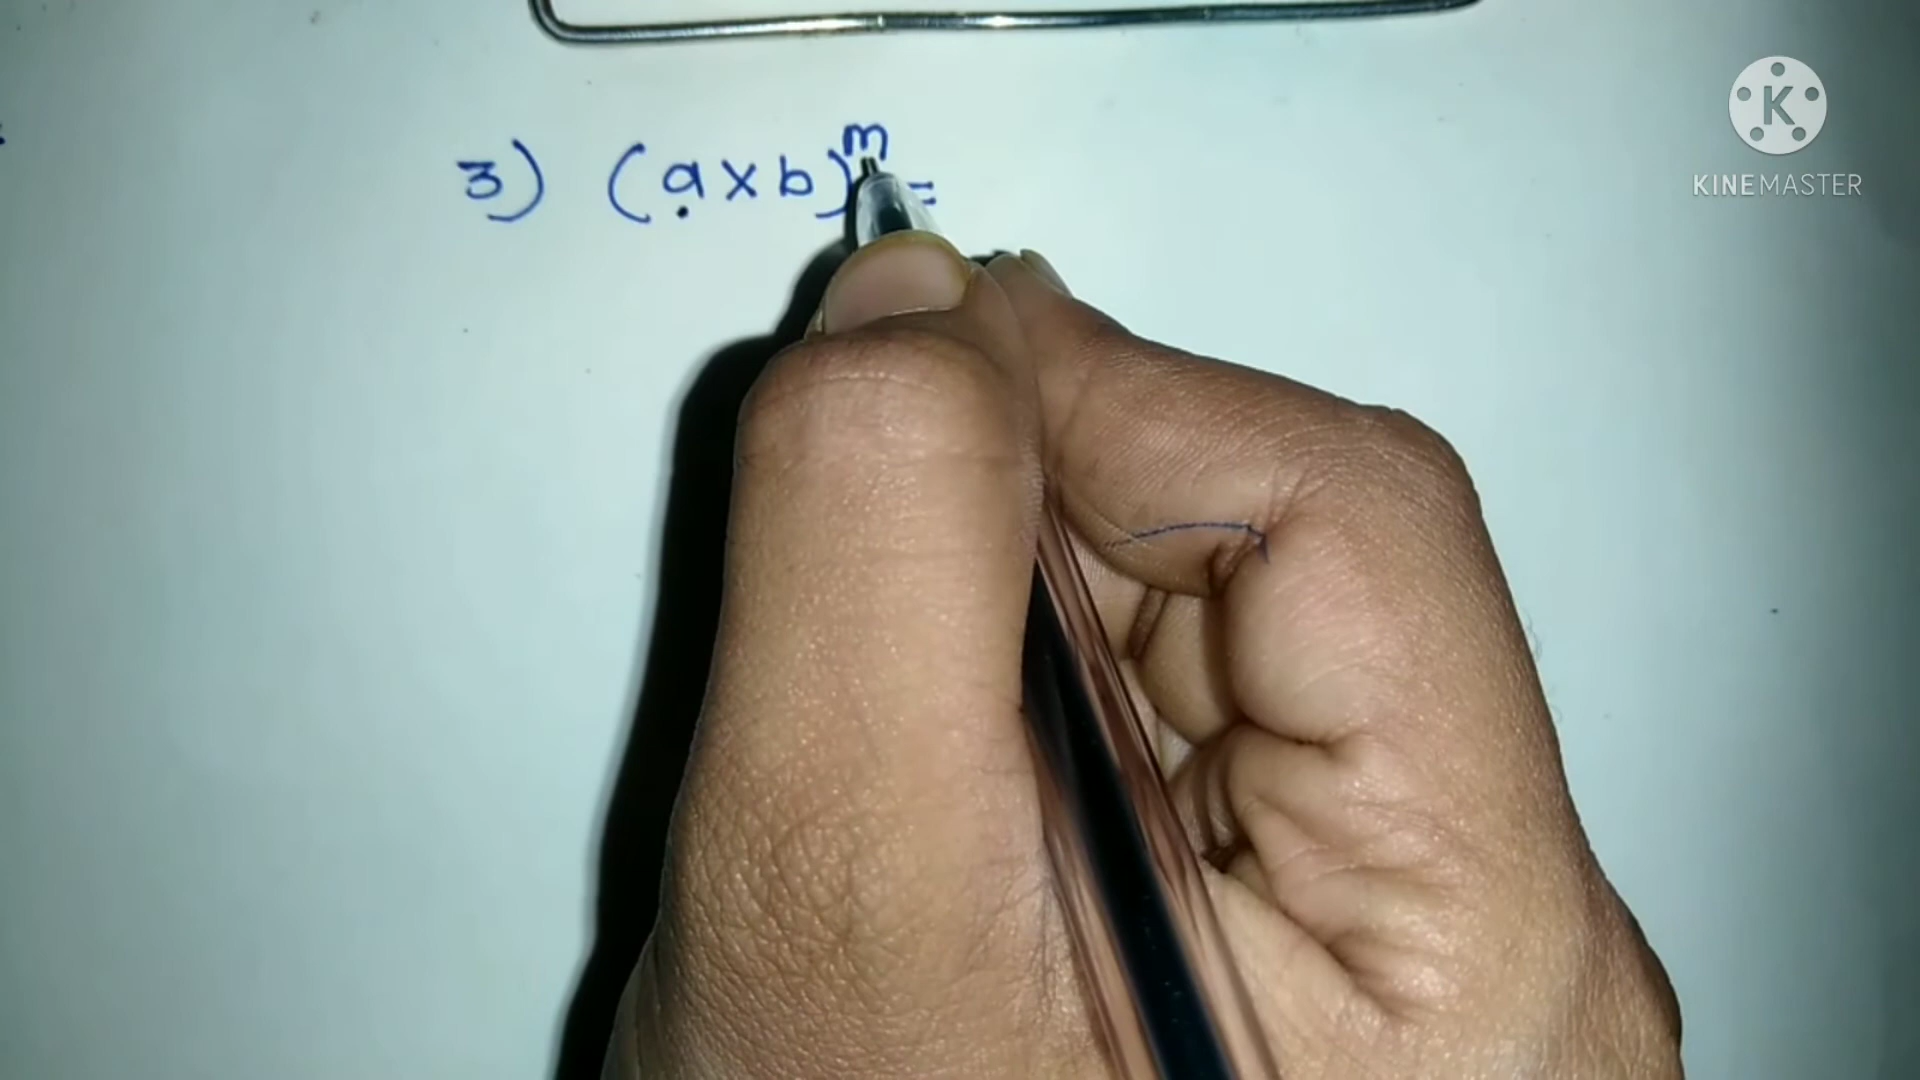 3) (a×b)ᵐ =
K
KINEMASTER